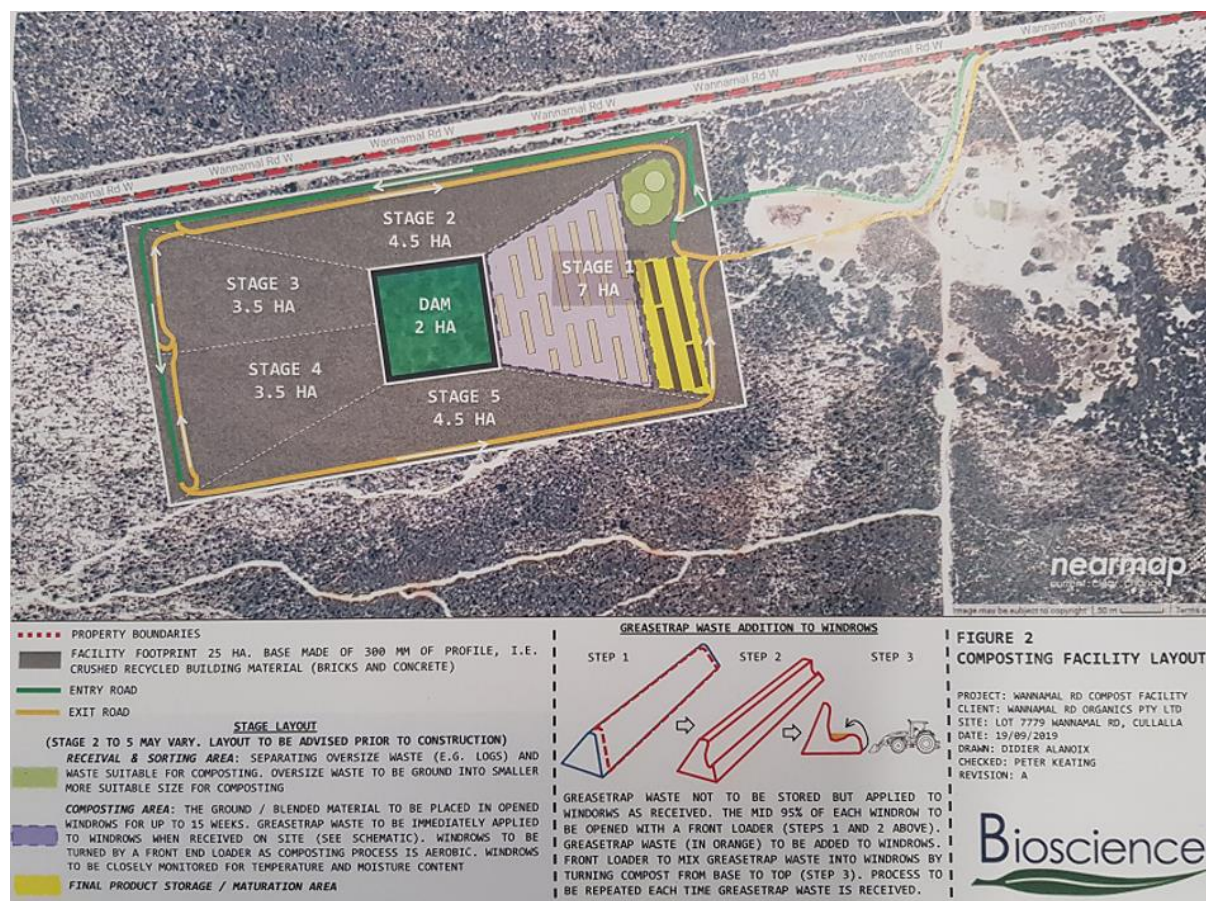 Wannamal Rd W
Wannamal Rd W
Wannamal Rd W
Wannamal Rd W
Wannamal Rd W
Wannamal Rd W
Wannamal Rd W
STAGE 2
4.5 HA
STAGE 1
7 HA
STAGE 3
3.5 HA
DAM
2 HA
STAGE 4
3.5 HA
STAGE 5
4.5 HA
nearmap
Image may be subject to copyright
50 m
Terms o
PROPERTY BOUNDARIES
FACILITY FOOTPRINT 25 HA. BASE MADE OF 300 MM OF PROFILE, I.E.
CRUSHED RECYCLED BUILDING MATERIAL (BRICKS AND CONCRETE)
ENTRY ROAD
EXIT ROAD
STAGE LAYOUT
(STAGE 2 TO 5 MAY VARY. LAYOUT TO BE ADVISED PRIOR TO CONSTRUCTION)
RECEIVAL & SORTING AREA: SEPARATING OVERSIZE WASTE (E.G. LOGS) AND
WASTE SUITABLE FOR COMPOSTING. OVERSIZE WASTE TO BE GROUND INTO SMALLER
MORE SUITABLE SIZE FOR COMPOSTING
COMPOSTING AREA: THE GROUND / BLENDED MATERIAL TO BE PLACED IN OPENED
WINDROWS FOR UP TO 15 WEEKS. GREASETRAP WASTE TO BE IMMEDIATELY APPLIED
TO WINDROWS WHEN RECEIVED ON SITE (SEE SCHEMATIC). WINDROWS TO BE
TURNED BY A FRONT END LOADER AS COMPOSTING PROCESS IS AEROBIC. WINDROWS
TO BE CLOSELY MONITORED FOR TEMPERATURE AND MOISTURE CONTENT
FINAL PRODUCT STORAGE / MATURATION AREA
GREASETRAP WASTE ADDITION TO WINDROWS
STEP 1
STEP 2
STEP 3
GREASETRAP WASTE NOT TO BE STORED BUT APPLIED TO
WINDORWS AS RECEIVED. THE MID 95% OF EACH WINDROW TO
BE OPENED WITH A FRONT LOADER (STEPS 1 AND 2 ABOVE).
GREASETRAP WASTE (IN ORANGE) TO BE ADDED TO WINDROWS.
FRONT LOADER TO MIX GREASETRAP WASTE INTO WINDROWS BY
TURNING COMPOST FROM BASE TO TOP (STEP 3). PROCESS TO
BE REPEATED EACH TIME GREASETRAP WASTE IS RECEIVED.
FIGURE 2
COMPOSTING FACILITY LAYOUT
PROJECT: WANNAMAL RD COMPOST FACILITY
CLIENT: WANNAMAL RD ORGANICS PTY LTD
SITE: LOT 7779 WANNAMAL RD, CULLALLA
DATE: 19/09/2019
DRAWN: DIDIER ALANOIX
CHECKED: PETER KEATING
REVISION: A
Bioscience